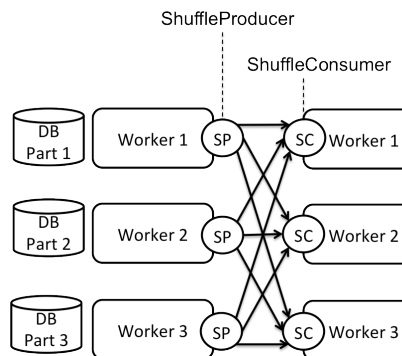 ShuffleProducer
ShuffleConsumer
DB
Part 1
Worker 1
SP
SC
Worker 1
DB
Part 2
Worker 2
SP
SC
Worker 2
DB
Part 3
Worker 3
SP
SC
Worker 3